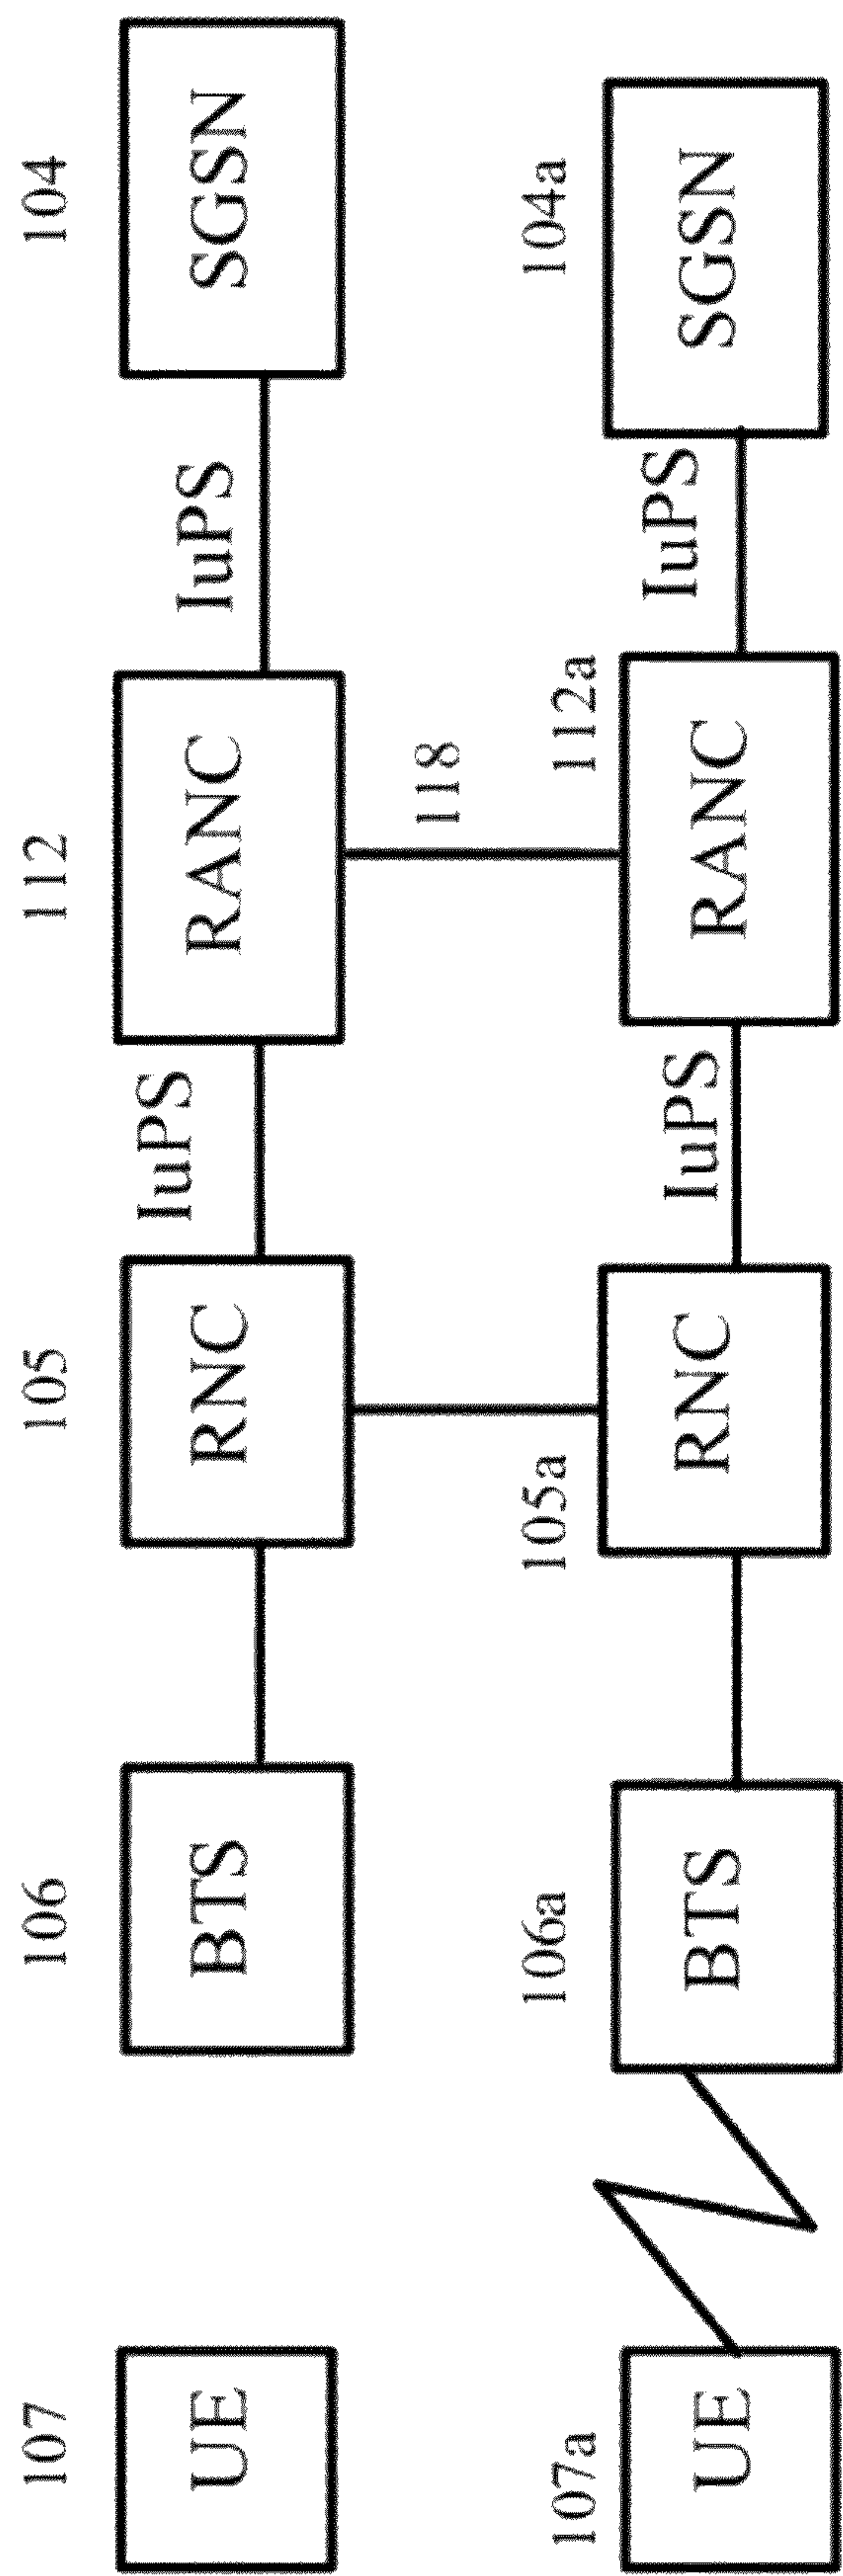 107
106
105
112
104
UE
BTS
RNC
IuPS
RANC
IuPS
SGSN
118
107a
106a
105a
112a
104a
UE
BTS
RNC
IuPS
RANC
IuPS
SGSN